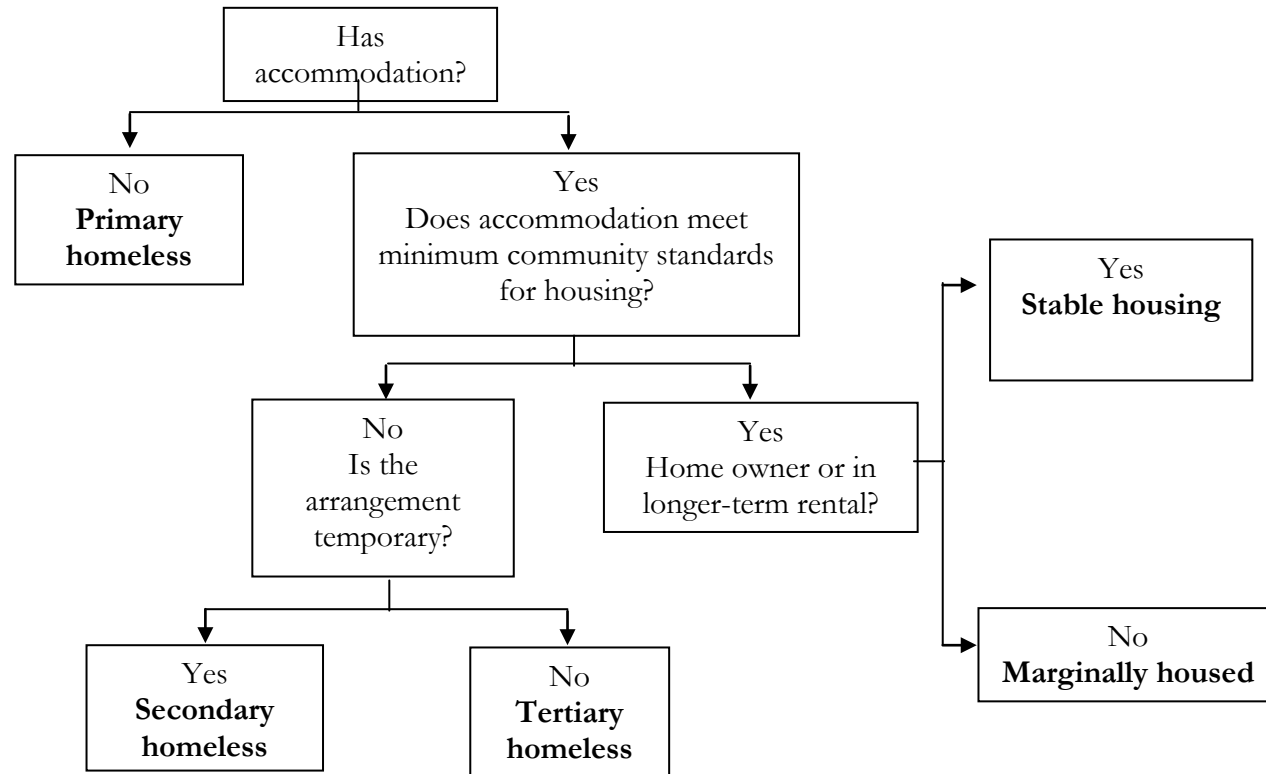 Has
accommodation?
No
Primary
homeless
Yes
Does accommodation meet
minimum community standards
for housing?
Yes
Stable housing
No
Is the
arrangement
temporary?
Yes
Home owner or in
longer-term rental?
Yes
Secondary
homeless
No
Tertiary
homeless
No
Marginally housed